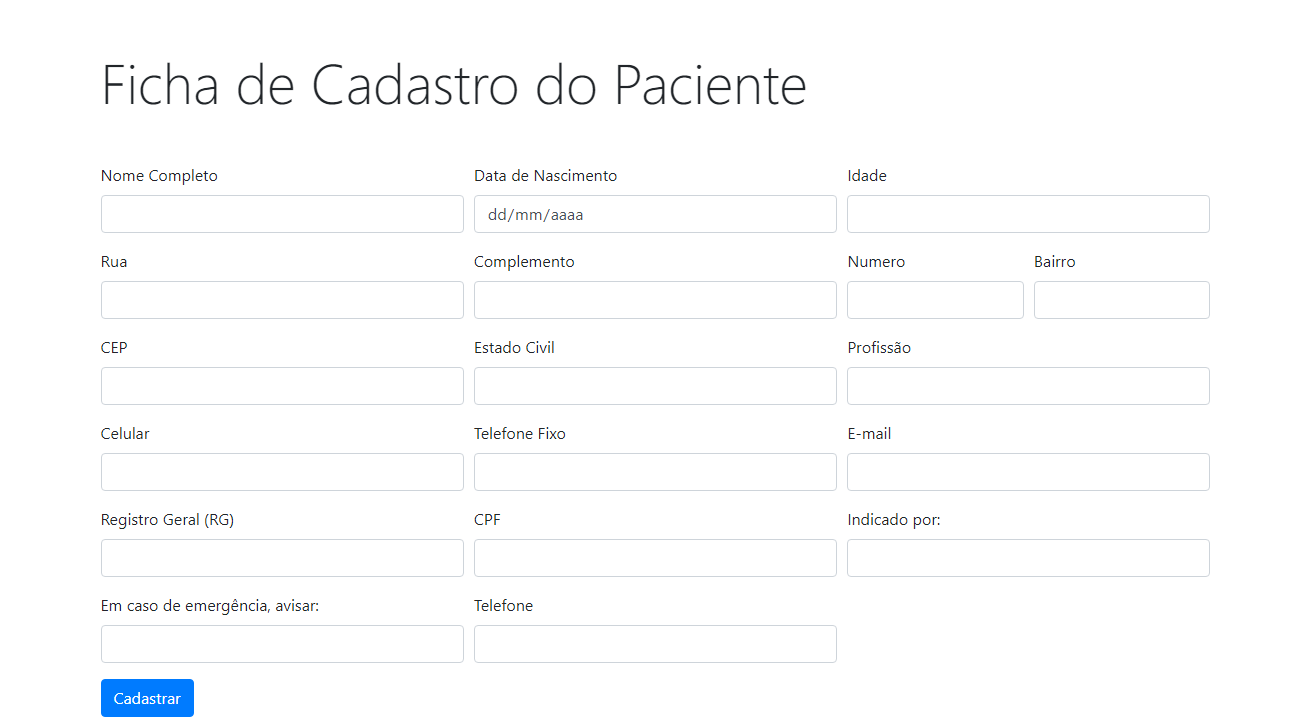 Ficha de Cadastro do Paciente
Nome Completo Data de Nascimento Idade
dd/mm/aaaa
Rua Complemento Numero Bairro
CEP Estado Civil Profissão
Celular Telefone Fixo E-mail
Registro Geral (RG) CPF Indicado por:
Em caso de emergência, avisar: Telefone
Cadastrar